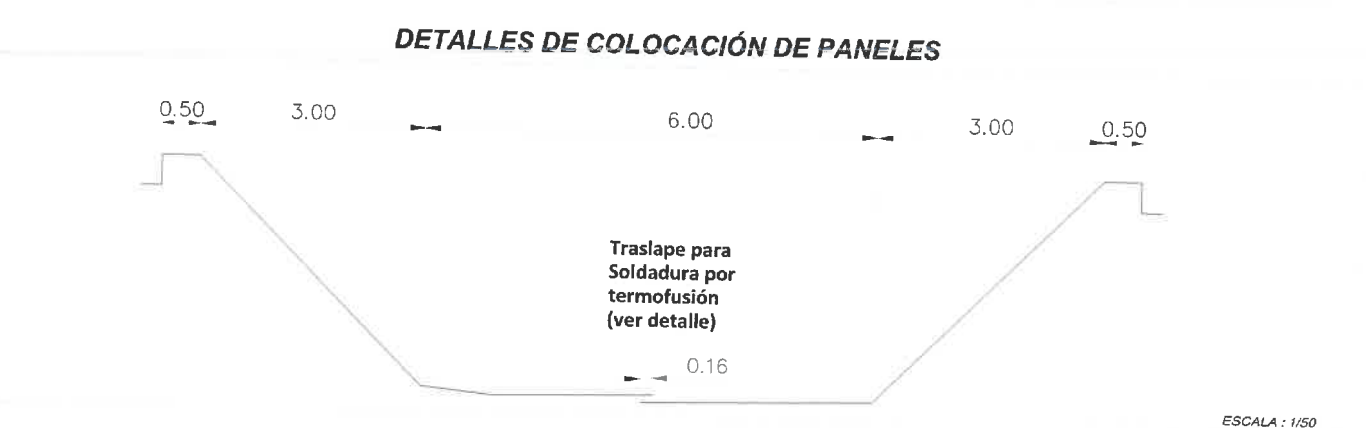 DETALLES DE COLOCACIÓN DE PANELES
0.50 3.00 6.00 3.00 0.50
Traslape para
Soldadura por
termofusión
(ver detalle)
0.16
ESCALA : 1/50